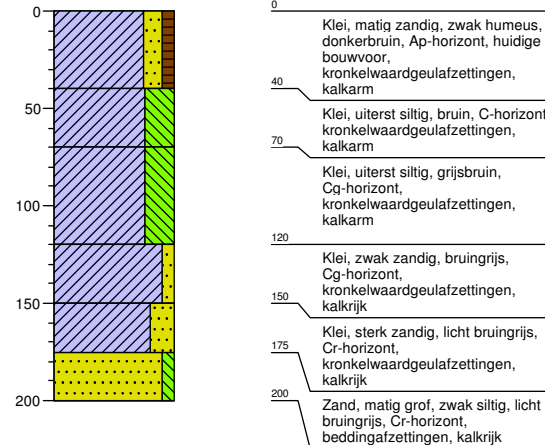 0
50
100
150
200
0
Klei, matig zandig, zwak humeus,
donkerbruin, Ap-horizont, huidige
bouwvoor,
kronkelwaardgeulafzettingen,
kalkarm
40
Klei, uiterst siltig, bruin, C-horizont,
kronkelwaardgeulafzettingen,
kalkarm
70
Klei, uiterst siltig, grijsbruin,
Cg-horizont,
kronkelwaardgeulafzettingen,
kalkarm
120
Klei, zwak zandig, bruingrijs,
Cg-horizont,
kronkelwaardgeulafzettingen,
kalkrijk
150
Klei, sterk zandig, licht bruingrijs,
Cr-horizont,
kronkelwaardgeulafzettingen,
kalkrijk
175
Zand, matig grof, zwak siltig, licht
bruingrijs, Cr-horizont,
beddingafzettingen, kalkrijk
200